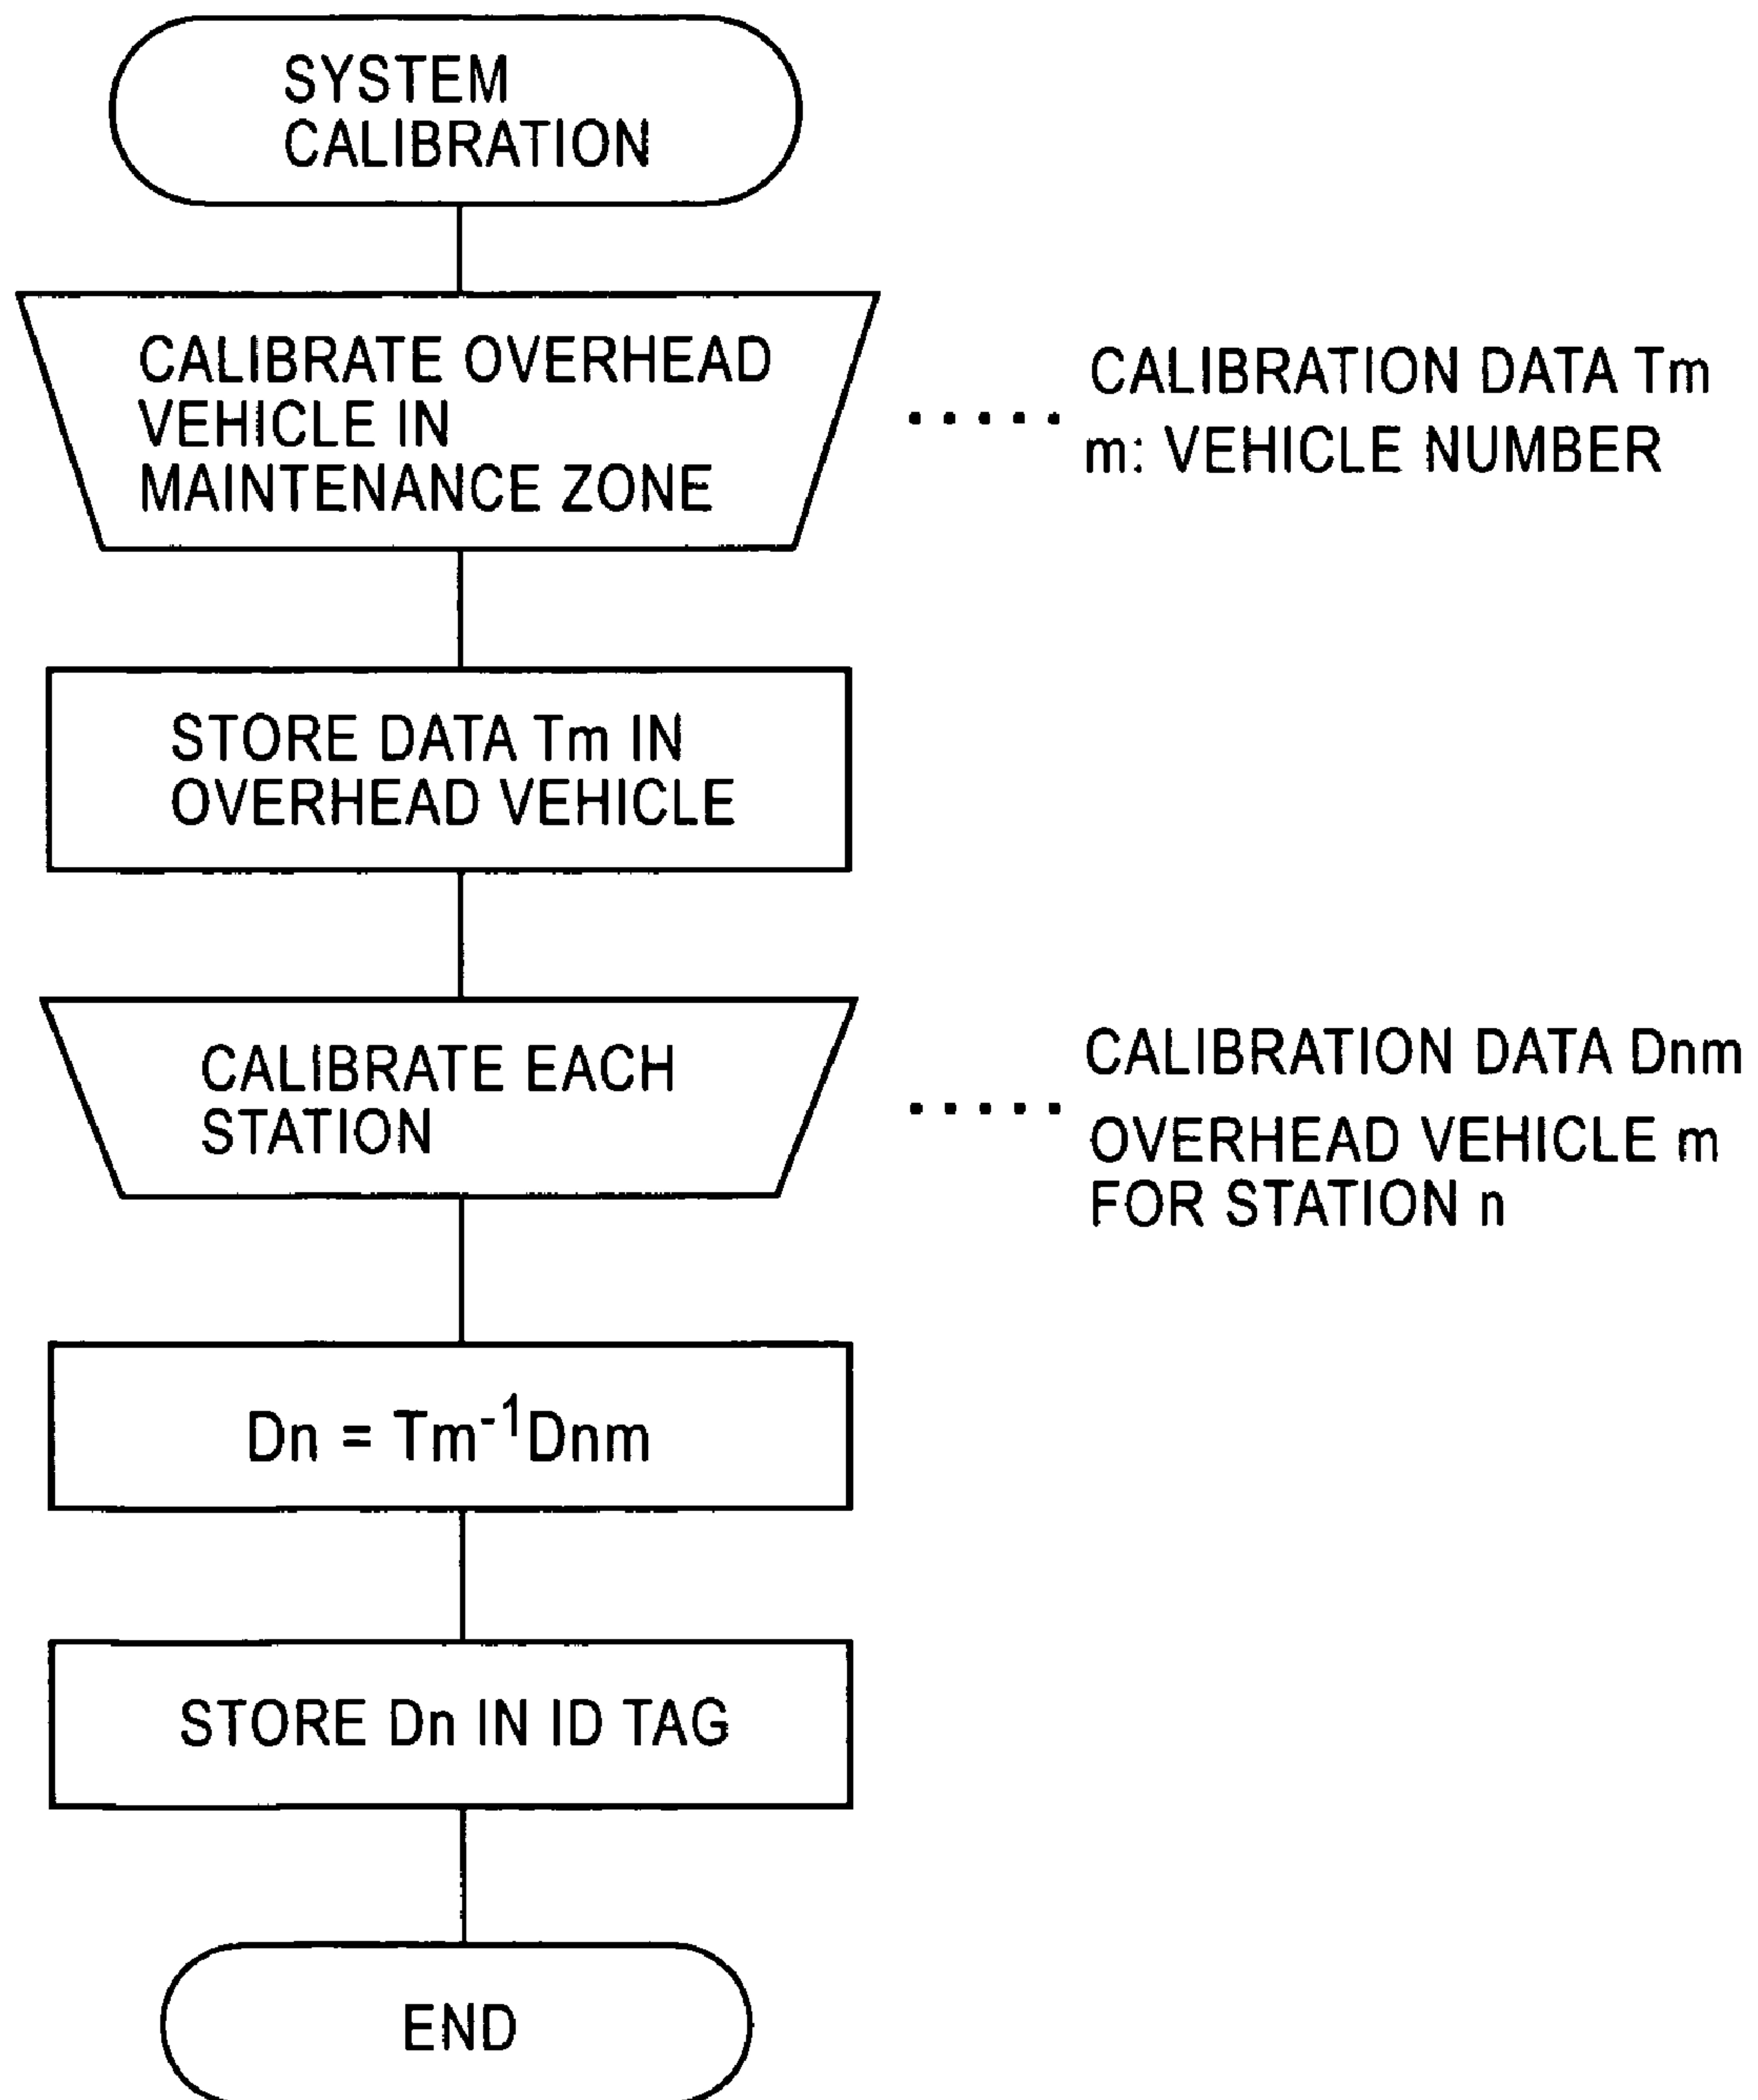 SYSTEM
CALIBRATION
CALIBRATE OVERHEAD
VEHICLE IN
MAINTENANCE ZONE
CALIBRATION DATA Tm
m: VEHICLE NUMBER
STORE DATA Tm IN
OVERHEAD VEHICLE
CALIBRATE EACH
STATION
CALIBRATION DATA Dnm
OVERHEAD VEHICLE m
FOR STATION n
Dn = Tm⁻¹Dnm
STORE Dn IN ID TAG
END